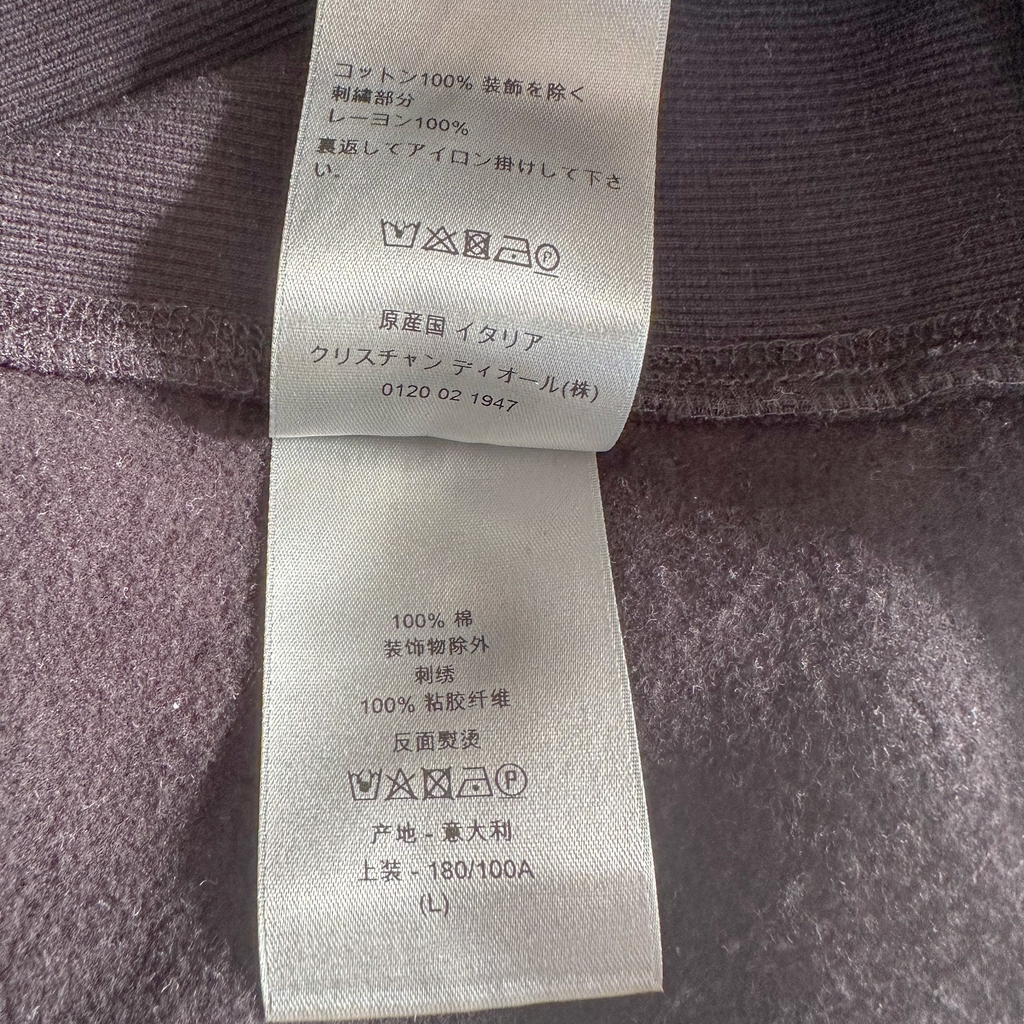 コットン100% 装飾を除く
刺繍部分
レーヨン100%
裏返してアイロン掛けして下さ
い。
P
原産国 イタリア
クリスチャン ディオール(株)
0120 02 1947
100% 棉
装饰物除外
刺绣
100% 粘胶纤维
反面熨烫
P
产地 - 意大利
上装 - 180/100A
(L)